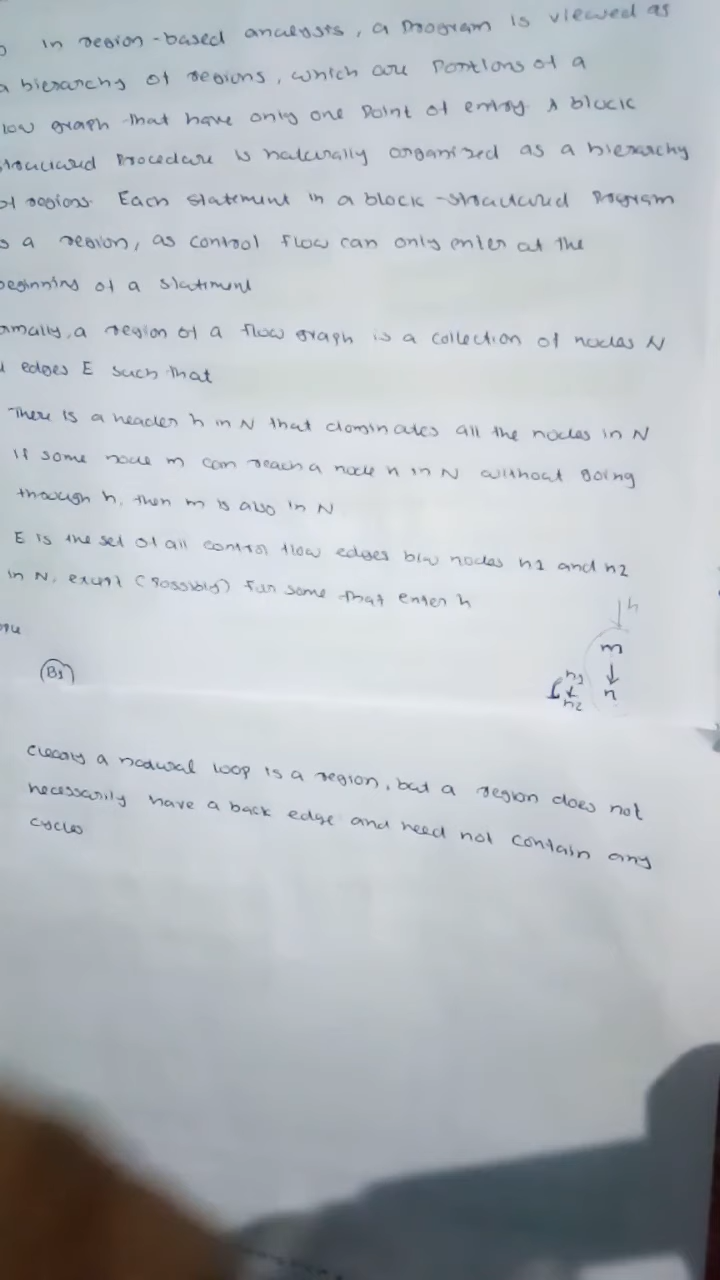 in region-based analysis, a program is viewed as
a hierarchy of regions, which are portions of a
low graph that have only one point of entry A block
structured procedure is naturally organized as a hierarchy
of regions. Each statement in a block-structured program
s a region, as control flow can only enter at the
beginning of a statement
rmally, a region of a flow graph is a collection of nodes N
edges E such that
There is a header h in N that dominates all the nodes in N
If some node m can reach a node n in N without going
through h, then m is also in N
E is the set of all control flow edges b/w nodes n1 and n2
in N, except (possibly) for some that enter h
h
m
n
n1
n2
B1
clearly a natural loop is a region, but a region does not
necessarily have a back edge and need not contain any
cycles